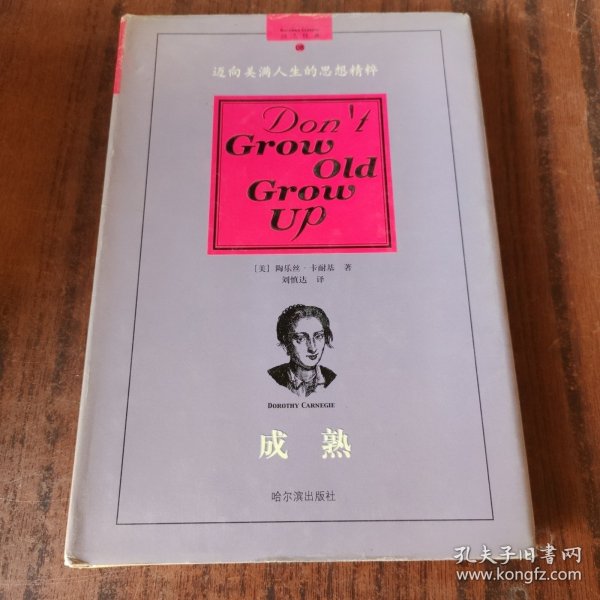 08
迈向美满人生的思想精粹
Don't
Grow
Old
Grow
Up
[美] 陶乐丝·卡耐基 著
刘慎达 译
DOROTHY CARNEGIE
成熟
哈尔滨出版社
孔夫子旧书网
www.kongfz.com